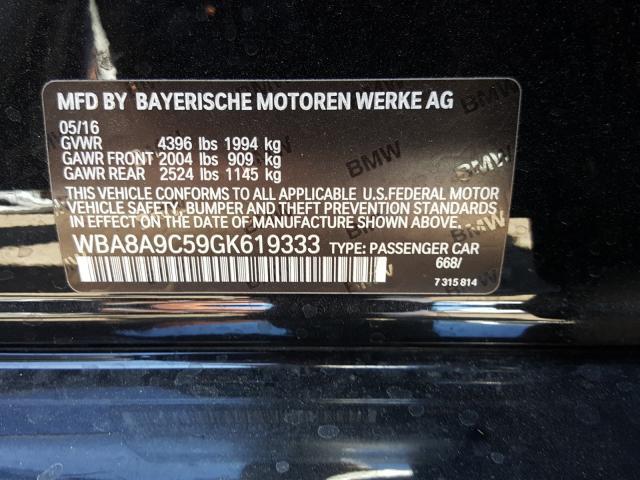 MFD BY BAYERISCHE MOTOREN WERKE AG
05/16
GVWR 4396 lbs 1994 kg
GAWR FRONT 2004 lbs 909 kg
GAWR REAR 2524 lbs 1145 kg
THIS VEHICLE CONFORMS TO ALL APPLICABLE U.S.FEDERAL MOTOR
VEHICLE SAFETY, BUMPER AND THEFT PREVENTION STANDARDS
IN EFFECT ON THE DATE OF MANUFACTURE SHOWN ABOVE.
WBA8A9C59GK619333 TYPE: PASSENGER CAR
668/
7 315 814
BMW
BMW
BMW